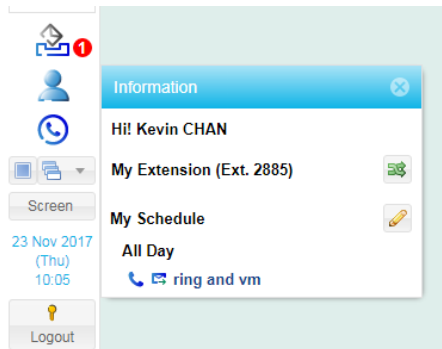 1
Information
Hi! Kevin CHAN
My Extension (Ext. 2885)
My Schedule
All Day
ring and vm
Screen
23 Nov 2017
(Thu)
10:05
Logout